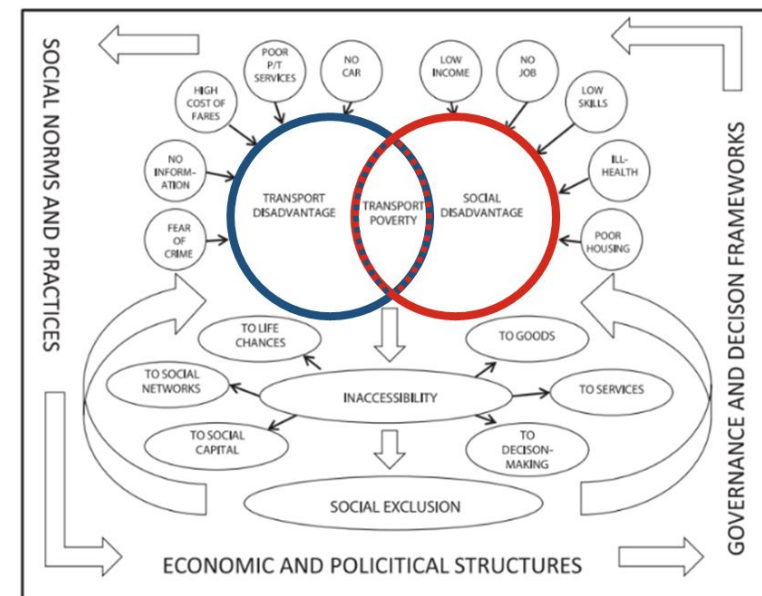 SOCIAL NORMS AND PRACTICES
GOVERNANCE AND DECISON FRAMEWORKS
POOR
P/T
SERVICES
NO
CAR
LOW
INCOME
NO
JOB
HIGH
COST OF
FARES
LOW
SKILLS
NO
INFORM-
ATION
ILL-
HEALTH
FEAR
OF
CRIME
POOR
HOUSING
TRANSPORT
DISADVANTAGE
TRANSPORT
POVERTY
SOCIAL
DISADVANTAGE
TO LIFE
CHANCES
TO GOODS
TO SOCIAL
NETWORKS
INACCESSIBILITY
TO SERVICES
TO SOCIAL
CAPITAL
TO
DECISON-
MAKING
SOCIAL EXCLUSION
ECONOMIC AND POLICITICAL STRUCTURES